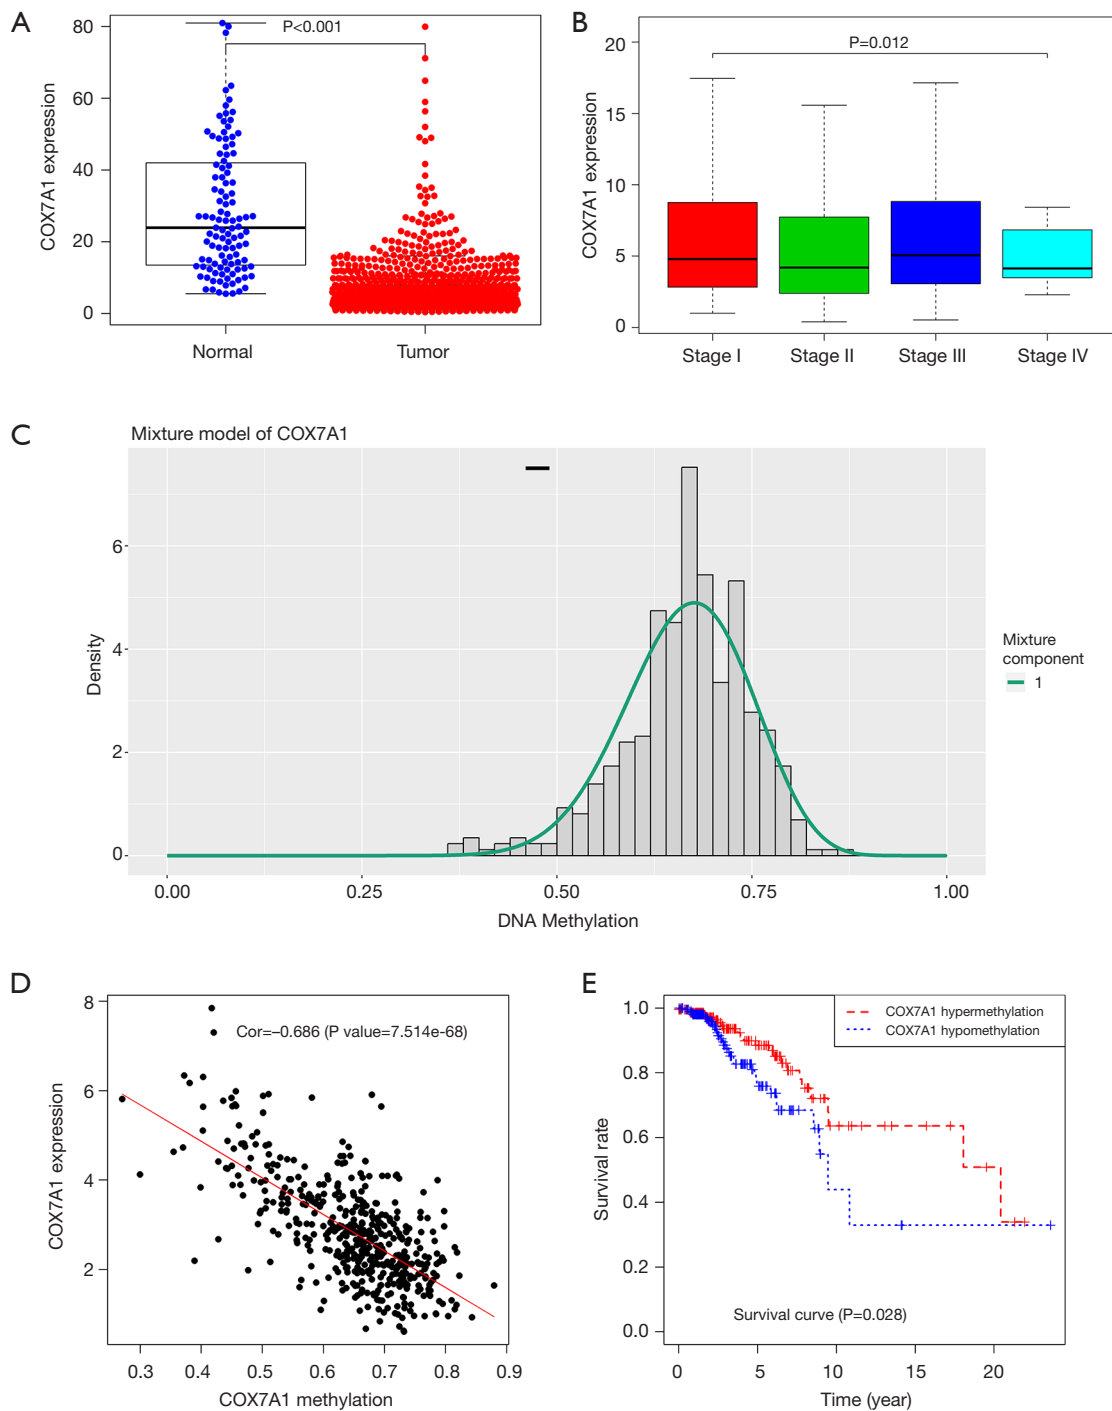 A
COX7A1 expression
80
60
40
20
0
P<0.001
Normal
Tumor
B
COX7A1 expression
20
15
10
5
0
P=0.012
Stage I
Stage II
Stage III
Stage IV
C
Mixture model of COX7A1
Density
6
4
2
0
0.00
0.25
0.50
0.75
1.00
DNA Methylation
Mixture
component
1
D
COX7A1 expression
8
6
4
2
Cor=–0.686 (P value=7.514e-68)
0.3
0.4
0.5
0.6
0.7
0.8
0.9
COX7A1 methylation
E
Survival rate
1.0
0.8
0.6
0.4
0.2
0.0
COX7A1 hypermethylation
COX7A1 hypomethylation
Survival curve (P=0.028)
0
5
10
15
20
Time (year)